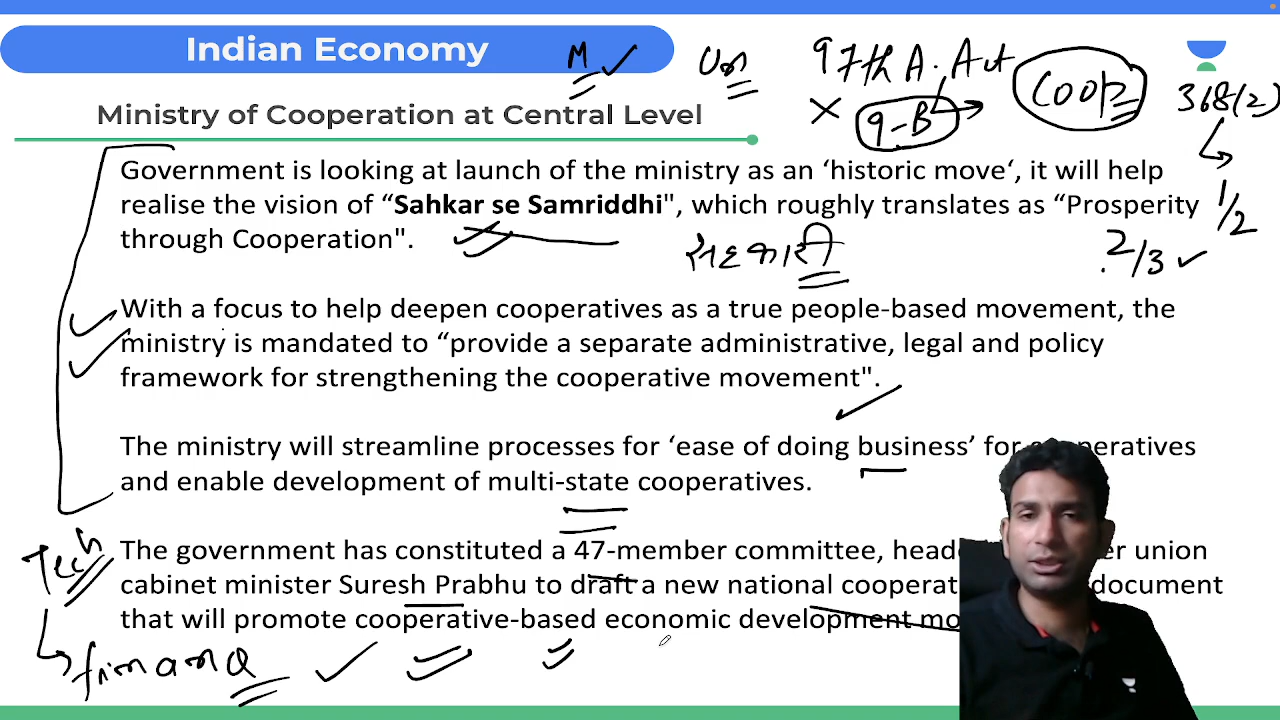 Indian Economy
M
Un
97th A. Act
Coop
368(2)
Ministry of Cooperation at Central Level
9-B
Government is looking at launch of the ministry as an ‘historic move‘, it will help
1/2
realise the vision of “Sahkar se Samriddhi", which roughly translates as “Prosperity
through Cooperation".
सहकारी
2/3
With a focus to help deepen cooperatives as a true people-based movement, the
ministry is mandated to “provide a separate administrative, legal and policy
framework for strengthening the cooperative movement".
The ministry will streamline processes for ‘ease of doing business’ for cooperatives
and enable development of multi-state cooperatives.
Tech
The government has constituted a 47-member committee, union
cabinet minister Suresh Prabhu to draft a new national document
that will promote cooperative-based economic development